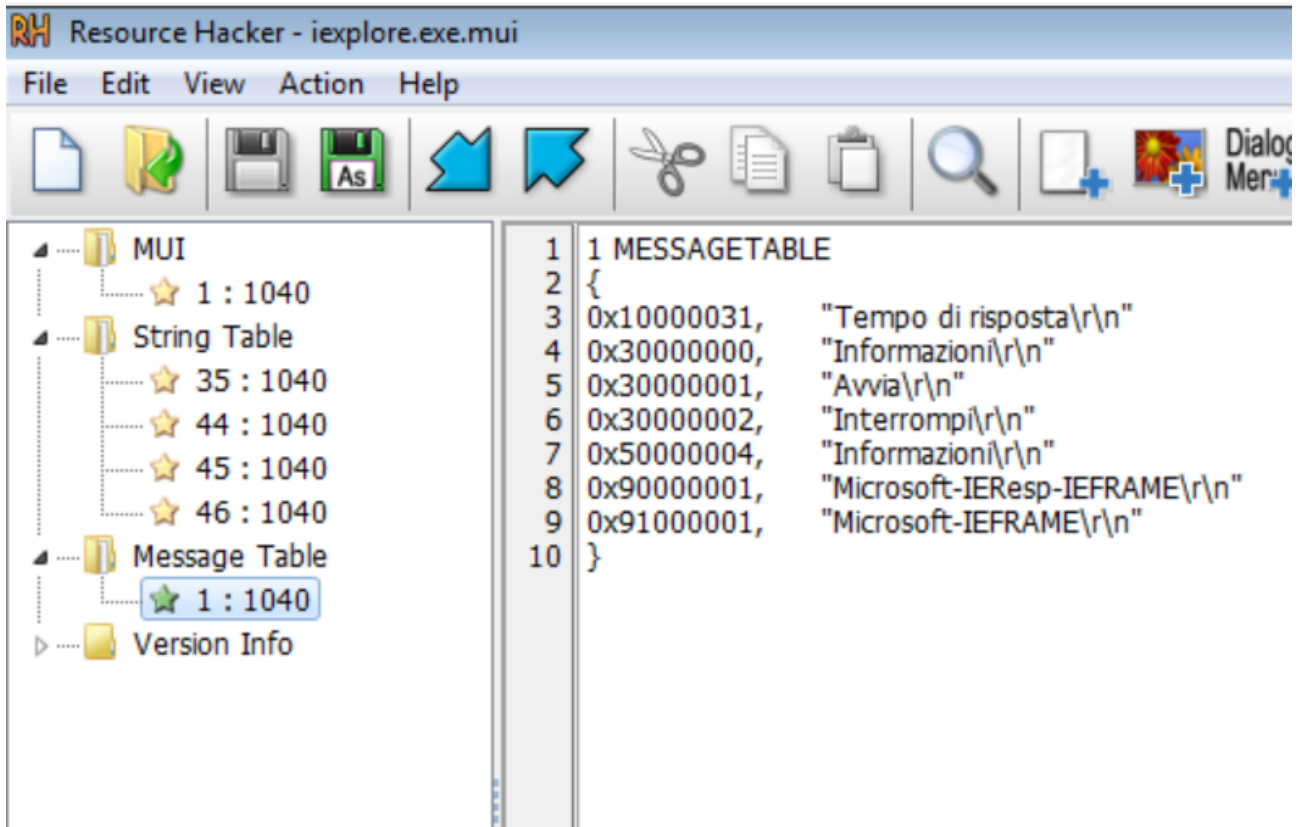 RH Resource Hacker - iexplore.exe.mui
File Edit View Action Help
As
Dialog
Menu
MUI
1 : 1040
String Table
35 : 1040
44 : 1040
45 : 1040
46 : 1040
Message Table
1 : 1040
Version Info
1 1 MESSAGETABLE
2 {
3 0x10000031, "Tempo di risposta\r\n"
4 0x30000000, "Informazioni\r\n"
5 0x30000001, "Avvia\r\n"
6 0x30000002, "Interrompi\r\n"
7 0x50000004, "Informazioni\r\n"
8 0x90000001, "Microsoft-IEResp-IEFRAME\r\n"
9 0x91000001, "Microsoft-IEFRAME\r\n"
10 }